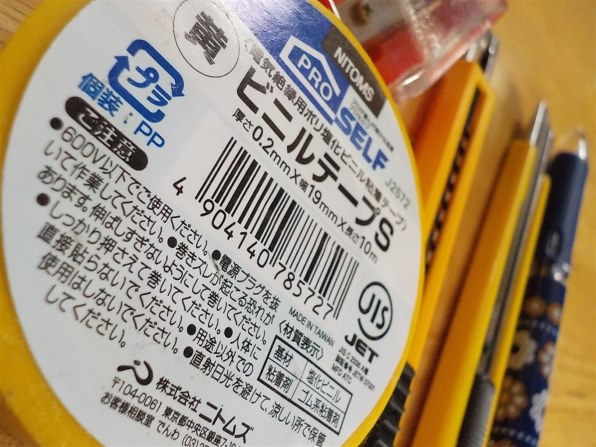 黄
NITOMS
PRO SELF
プラ
個装：PP
〈電気絶縁用ポリ塩化ビニル粘着テープ〉
J2572
ビニルテープS
厚さ0.2mm×幅19mm×長さ10m
4 904140 785727
ご注意
●600V以下でご使用ください。●電源プラグを抜
いて作業してください。●巻きズレが起こる恐れが
あります。伸ばしすぎないようにして巻いてください。
●しっかり押さえて巻いてください。●人体に
直接貼らないでください。●用途以外での
使用はしないでください。●直射日光を避けて、涼しい所で保管
してください。
MADE IN TAIWAN
〈材質表示〉
基材 塩化ビニル
粘着剤 ゴム系粘着剤
JIS
JET
株式会社 ニトムズ
〒104-0061 東京都中央区銀座
お客様相談室 でんわ